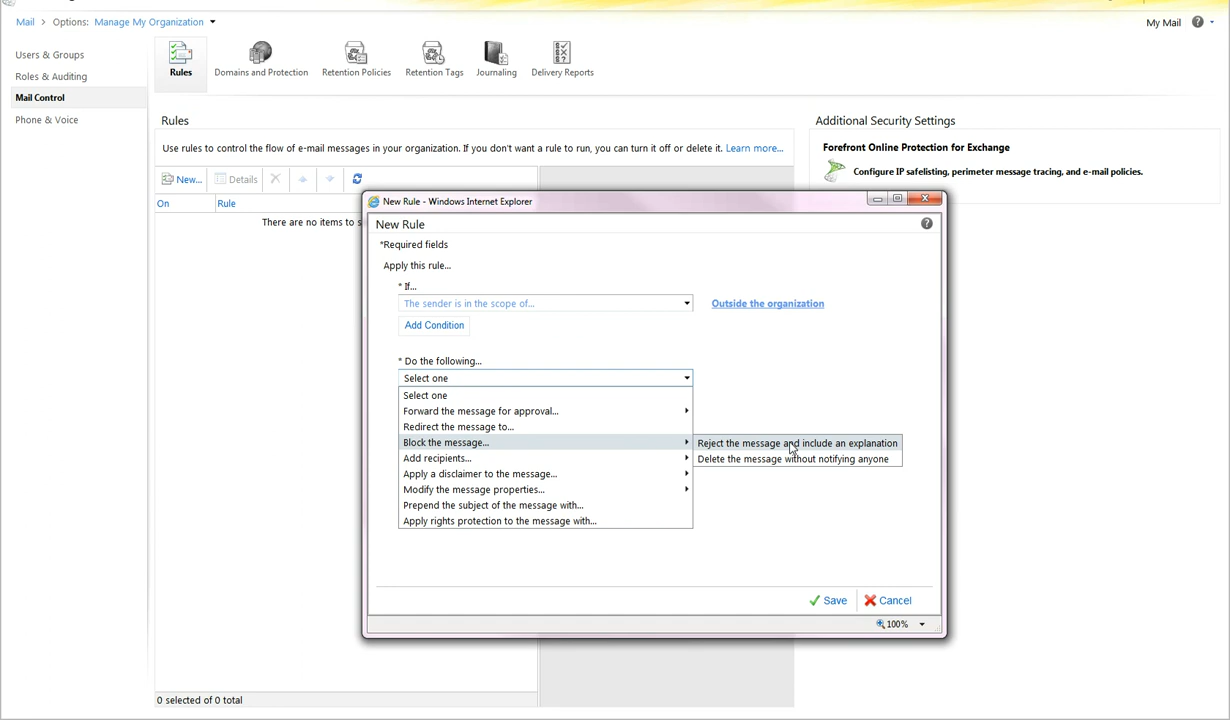 Mail > Options: Manage My Organization
My Mail
Users & Groups
Roles & Auditing
Mail Control
Phone & Voice
Rules
Domains and Protection
Retention Policies
Retention Tags
Journaling
Delivery Reports
Rules
Use rules to control the flow of e-mail messages in your organization. If you don't want a rule to run, you can turn it off or delete it. Learn more...
New...
Details
On
Rule
There are no items to
0 selected of 0 total
Additional Security Settings
Forefront Online Protection for Exchange
Configure IP safelisting, perimeter message tracing, and e-mail policies.
New Rule - Windows Internet Explorer
New Rule
*Required fields
Apply this rule...
* If...
The sender is in the scope of...
Outside the organization
Add Condition
* Do the following...
Select one
Select one
Forward the message for approval...
Redirect the message to...
Block the message...
Reject the message and include an explanation
Delete the message without notifying anyone
Add recipients...
Apply a disclaimer to the message...
Modify the message properties...
Prepend the subject of the message with...
Apply rights protection to the message with...
Save
Cancel
100%